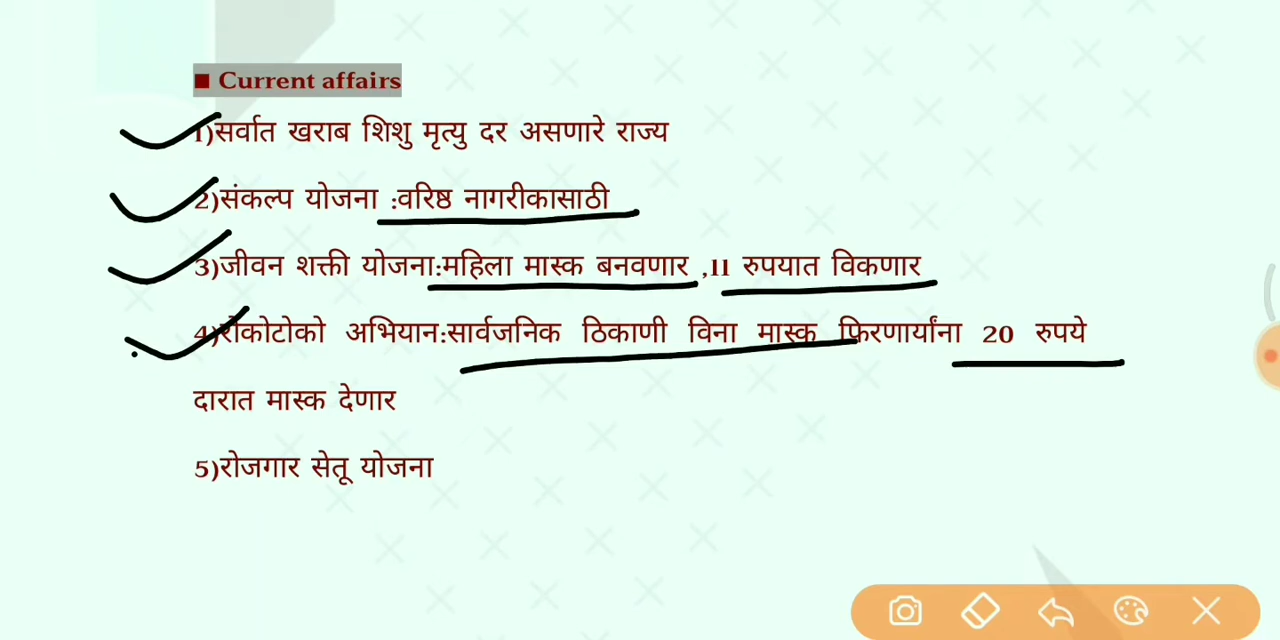 ■ Current affairs
1)सर्वात खराब शिशु मृत्यु दर असणारे राज्य
2)संकल्प योजना :वरिष्ठ नागरीकासाठी
3)जीवन शक्ती योजना:महिला मास्क बनवणार ,11 रुपयात विकणार
4)रोकोटोको अभियान:सार्वजनिक ठिकाणी विना मास्क फिरणार्यांना 20 रुपये
दारात मास्क देणार
5)रोजगार सेतू योजना